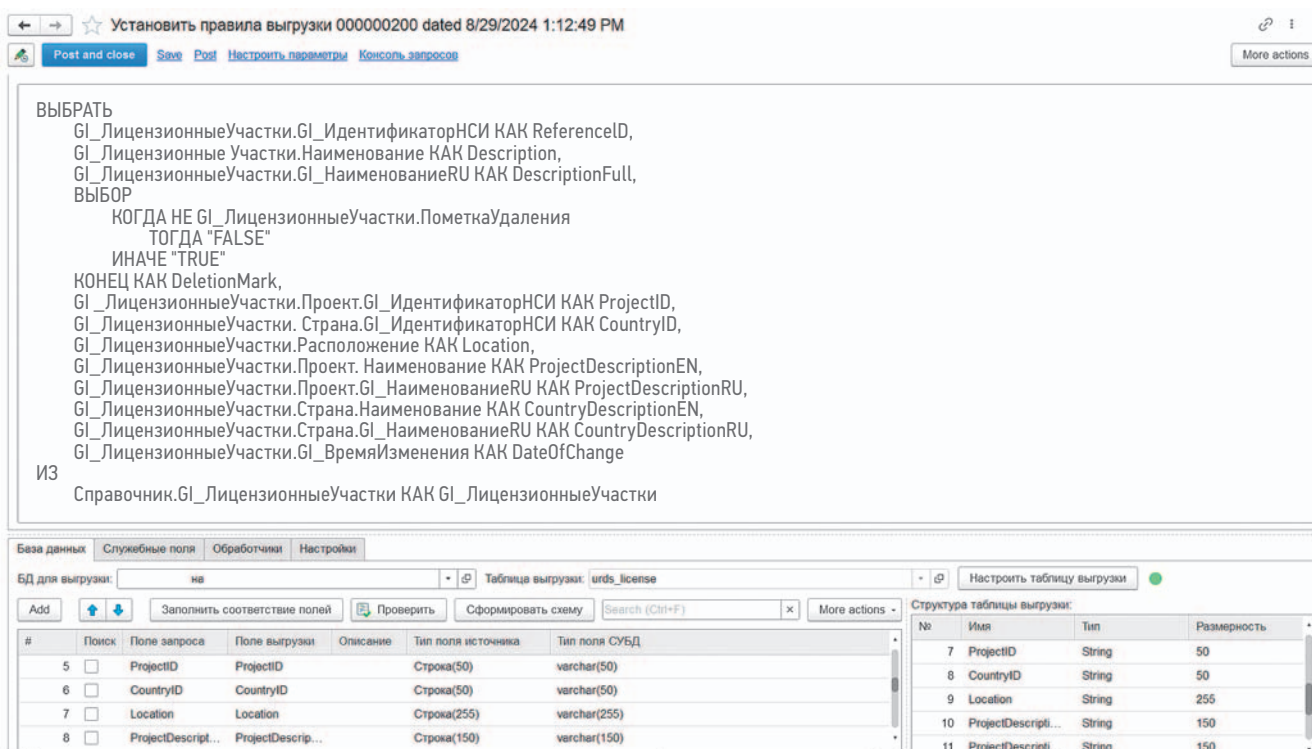 Установить правила выгрузки 000000200 dated 8/29/2024 1:12:49 PM
Post and close Save Post Настроить параметры Консоль запросов More actions
ВЫБРАТЬ
GI_ЛицензионныеУчастки.GI_ИдентификаторНСИ КАК ReferencelD,
GI_Лицензионные Участки.Наименование КАК Description,
GI_ЛицензионныеУчастки.GI_НаименованиеRU КАК DescriptionFull,
ВЫБОР
КОГДА НЕ GI_ЛицензионныеУчастки.ПометкаУдаления
ТОГДА "FALSE"
ИНАЧЕ "TRUE"
КОНЕЦ КАК DeletionMark,
GI _ЛицензионныеУчастки.Проект.GI_ИдентификаторНСИ КАК ProjectID,
GI_ЛицензионныеУчастки. Страна.GI_ИдентификаторНСИ КАК CountryID,
GI_ЛицензионныеУчастки.Расположение КАК Location,
GI_ЛицензионныеУчастки.Проект. Наименование КАК ProjectDescriptionEN,
GI_ЛицензионныеУчастки.Проект.GI_НаименованиеRU КАК ProjectDescriptionRU,
GI_ЛицензионныеУчастки.Страна.Наименование КАК CountryDescriptionEN,
GI_ЛицензионныеУчастки.Страна.GI_НаименованиеRU КАК CountryDescriptionRU,
GI_ЛицензионныеУчастки.GI_ВремяИзменения КАК DateOfChange
ИЗ
Справочник.GI_ЛицензионныеУчастки КАК GI_ЛицензионныеУчастки
База данных Служебные поля Обработчики Настройки
БД для выгрузки: на Таблица выгрузки: urds_license Настроить таблицу выгрузки
Add Заполнить соответствие полей Проверить Сформировать схему Search (Ctrl+F) × More actions Структура таблицы выгрузки:
# Поиск Поле запроса Поле выгрузки Описание Тип поля источника Тип поля СУБД № Имя Тип Размерность
5 ProjectID ProjectID Строка(50) varchar(50) 7 ProjectID String 50
6 CountryID CountryID Строка(50) varchar(50) 8 CountryID String 50
7 Location Location Строка(255) varchar(255) 9 Location String 255
8 ProjectDescript... ProjectDescrip... Строка(150) varchar(150) 10 ProjectDescripti... String 150
11 ProjectDescripti... String 150